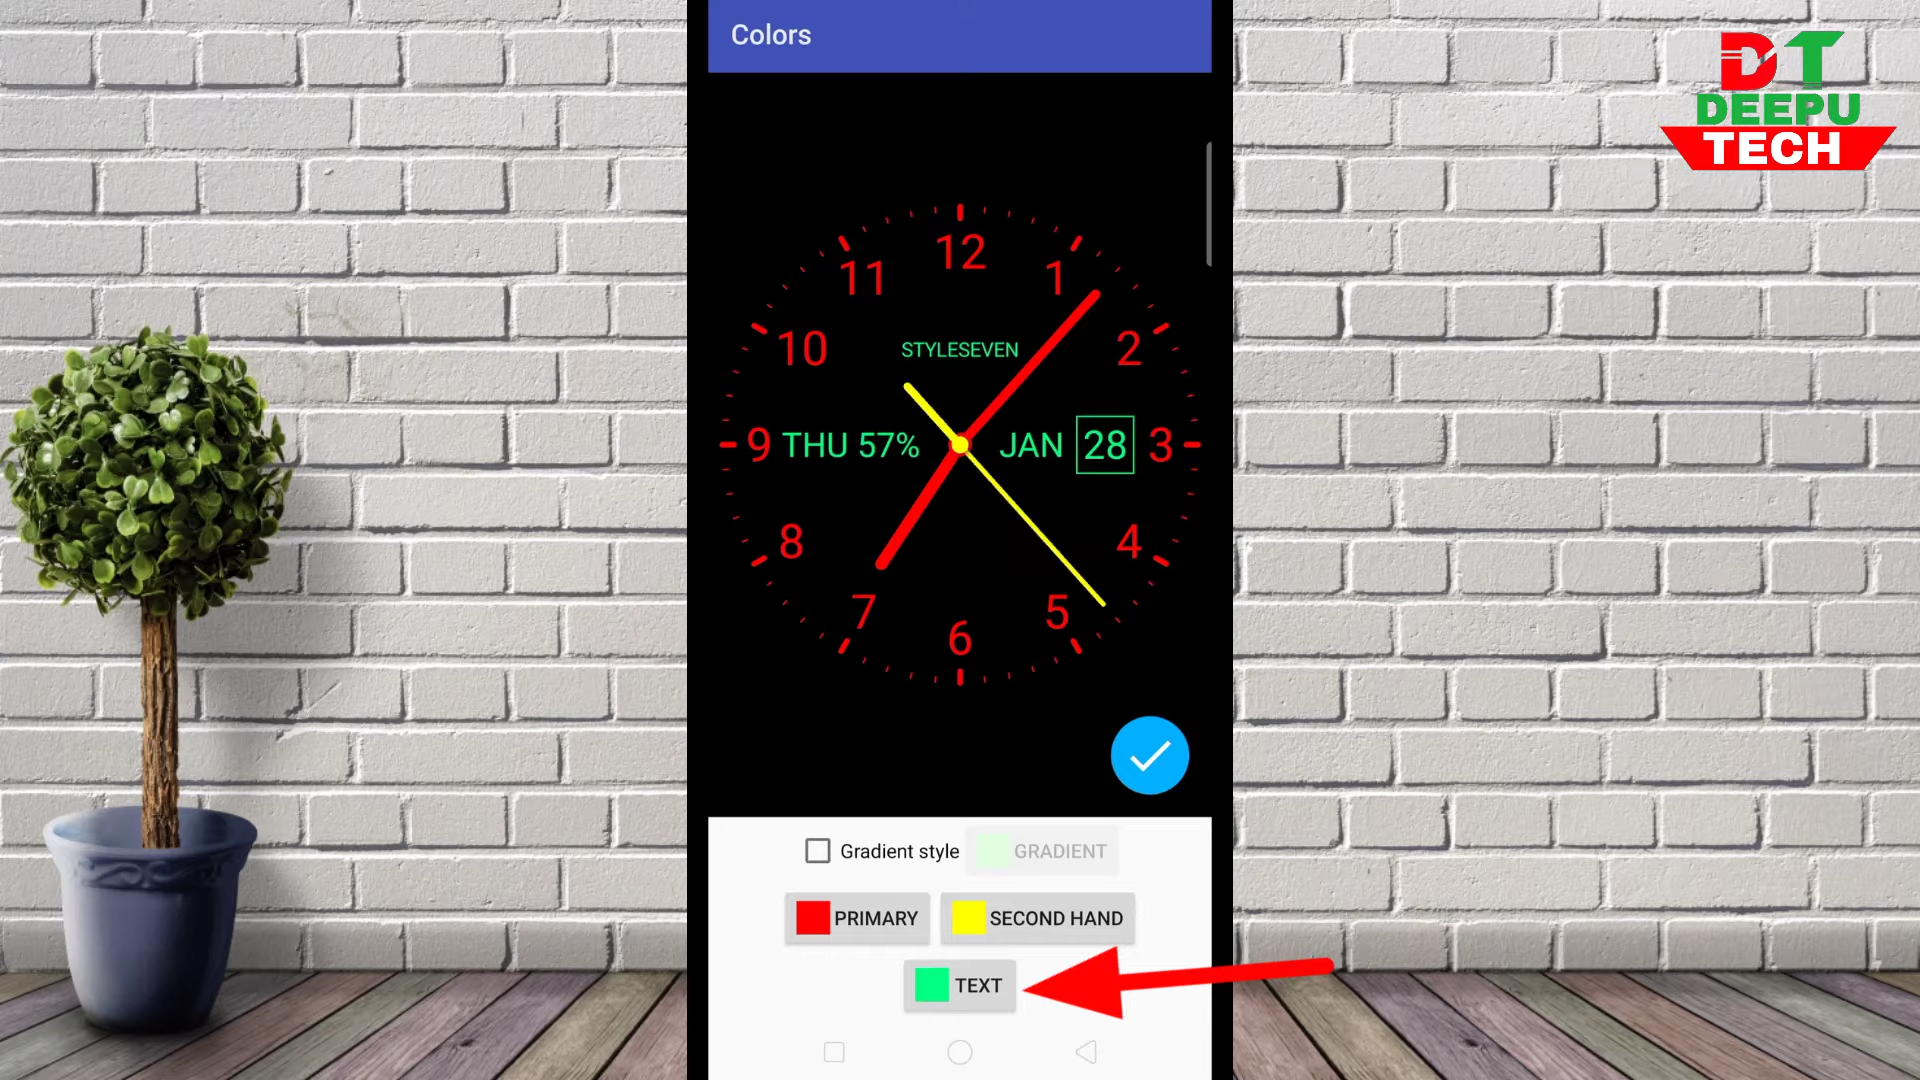 Colors
DT
DEEPU
TECH
12
11
1
10
2
STYLESEVEN
9
THU 57%
JAN
28
3
8
4
7
5
6
Gradient style
GRADIENT
PRIMARY
SECOND HAND
TEXT